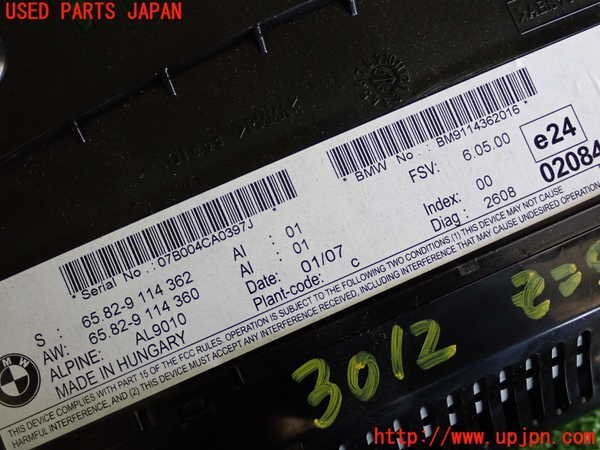 USED PARTS JAPAN
* Serial No : 07B004CA0397J
* BMW No : BM9114362016
S : 65.82-9 114 362 AI : 01 FSV: 6.05.00
AW: 65.82-9 114 360 AI : 01 Index: 00
ALPINE: AL9010 Date: 01/07 Diag : 2608
MADE IN HUNGARY Plant-code: c
e24
02084
THIS DEVICE COMPLIES WITH PART 15 OF THE FCC RULES. OPERATION IS SUBJECT TO THE FOLLOWING TWO CONDITIONS (1) THIS DEVICE
HARMFUL INTERFERENCE, AND (2) THIS DEVICE MUST ACCEPT ANY INTERFERENCE RECEIVED, INCLUDING INTERFERENCE THAT MAY CAUSE UNDESIRED OPERATION
BMW
3012
http://www.upjpn.com